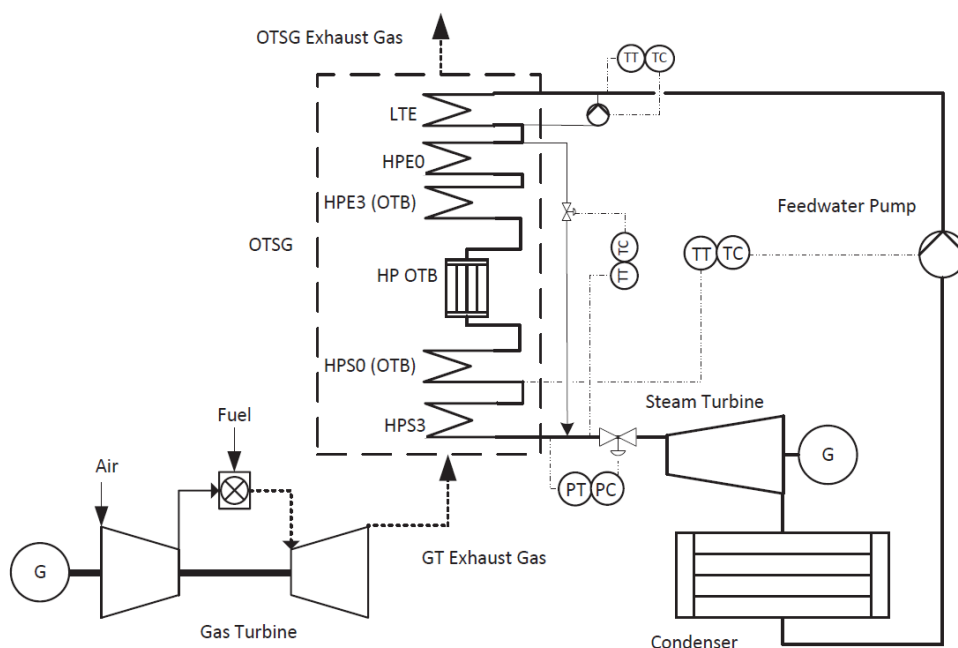 OTSG Exhaust Gas
TT TC
LTE
HPE0
HPE3 (OTB)
Feedwater Pump
OTSG
TC
TT
TT TC
HP OTB
HPS0 (OTB)
Steam Turbine
Fuel
HPS3
Air
G
PT PC
G
GT Exhaust Gas
Gas Turbine
Condenser